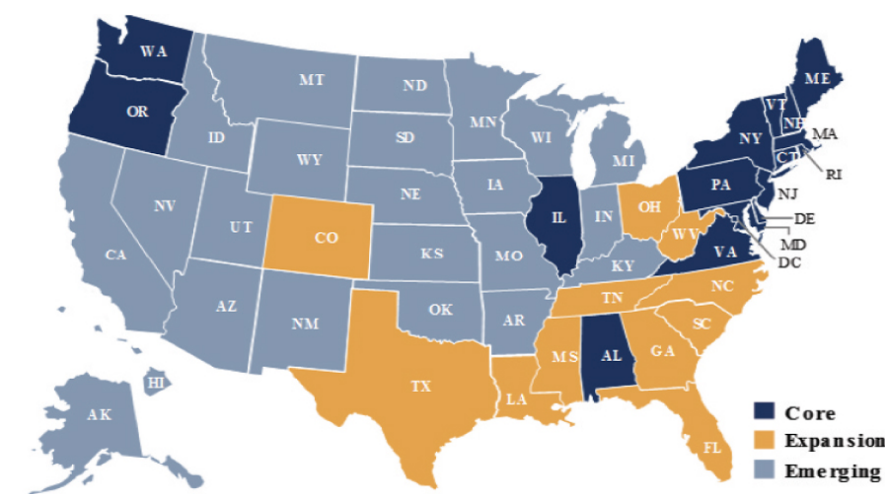 WA
MT
ND
ME
OR
MN
VT
NH
ID
SD
WI
NY
MA
WY
MI
CT
RI
IA
PA
NE
NJ
NV
OH
IL
IN
DE
UT
CO
WV
MD
CA
KS
MO
VA
DC
KY
NC
TN
AZ
OK
NM
AR
SC
MS
AL
GA
TX
LA
HI
AK
FL
Core
Expansion
Emerging